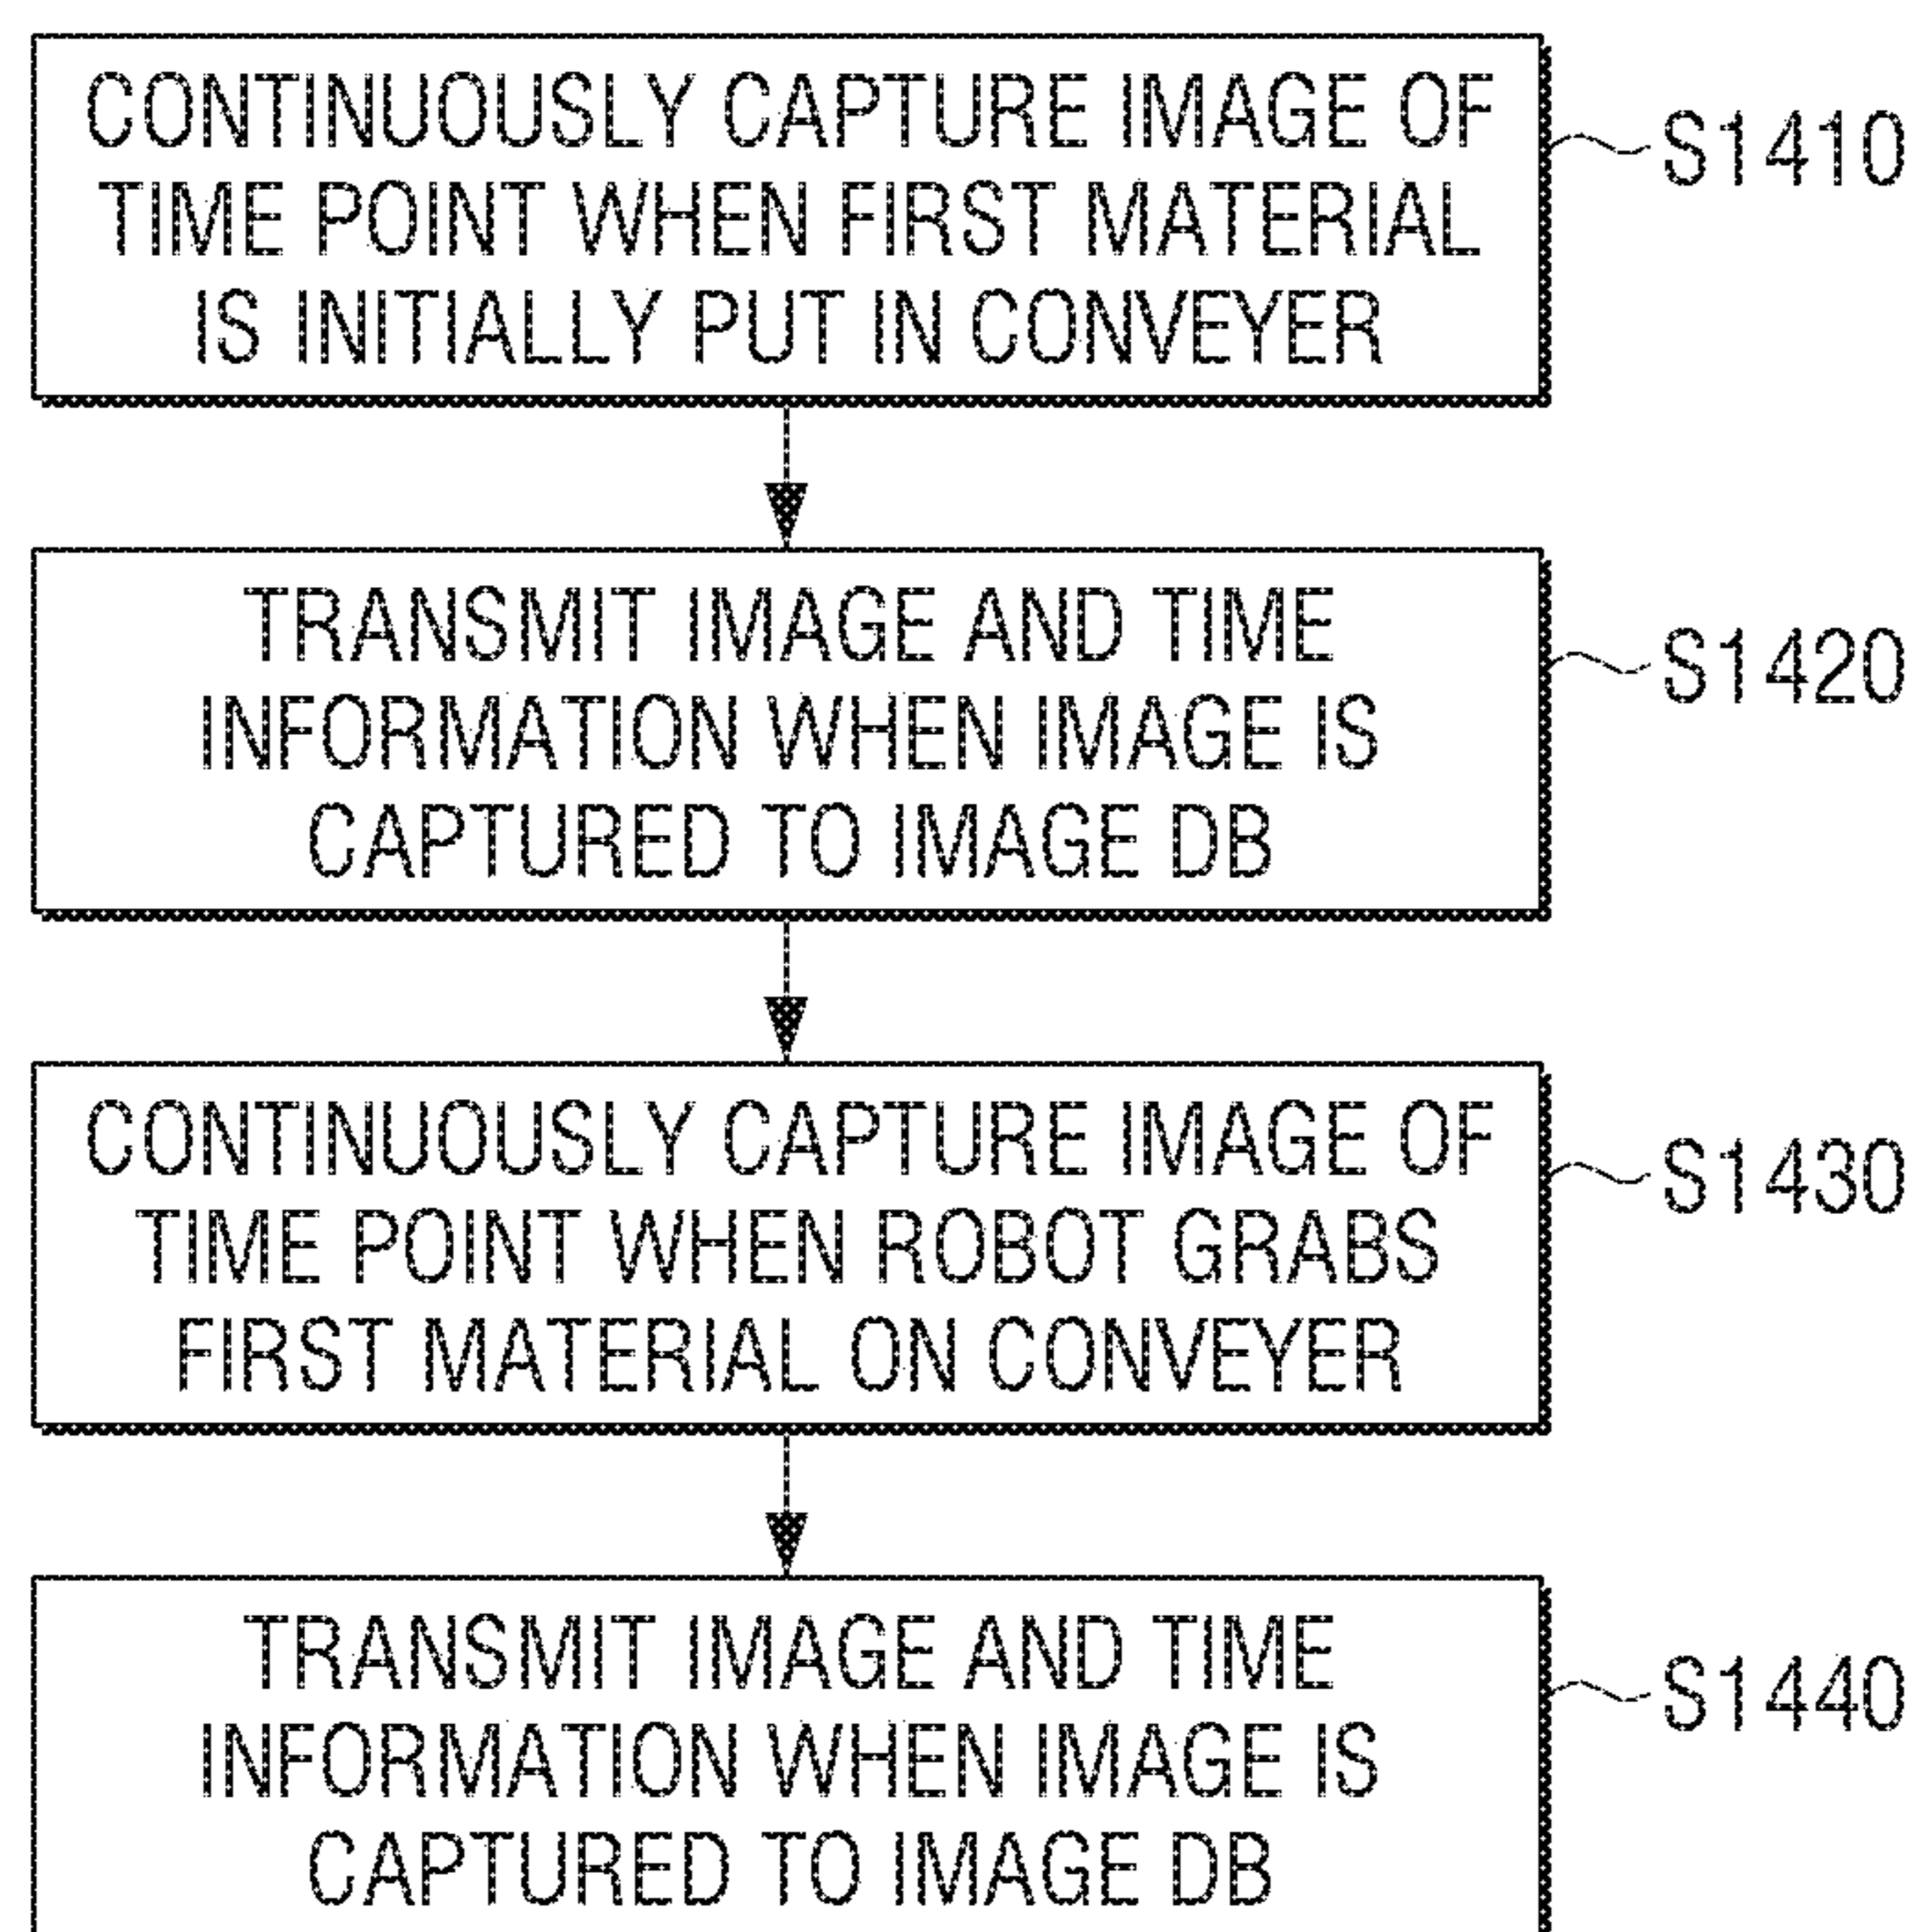 CONTINUOUSLY CAPTURE IMAGE OF
TIME POINT WHEN FIRST MATERIAL
IS INITIALLY PUT IN CONVEYER
S1410
TRANSMIT IMAGE AND TIME
INFORMATION WHEN IMAGE IS
CAPTURED TO IMAGE DB
S1420
CONTINUOUSLY CAPTURE IMAGE OF
TIME POINT WHEN ROBOT GRABS
FIRST MATERIAL ON CONVEYER
S1430
TRANSMIT IMAGE AND TIME
INFORMATION WHEN IMAGE IS
CAPTURED TO IMAGE DB
S1440